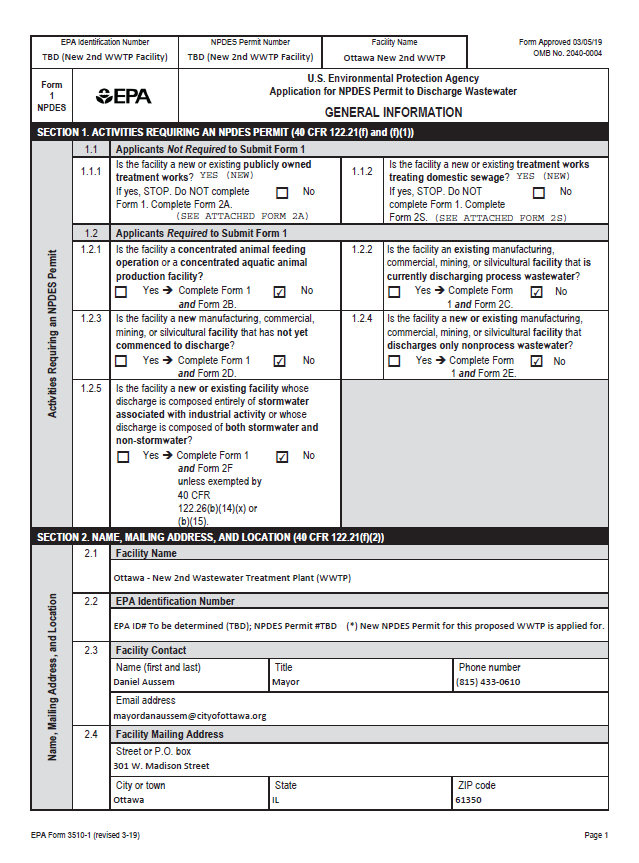 EPA Identification Number
TBD (New 2nd WWTP Facility)
NPDES Permit Number
TBD (New 2nd WWTP Facility)
Facility Name
Ottawa New 2nd WWTP
Form Approved 03/05/19
OMB No. 2040-0004
Form
1
NPDES
EPA
U.S. Environmental Protection Agency
Application for NPDES Permit to Discharge Wastewater
GENERAL INFORMATION
SECTION 1. ACTIVITIES REQUIRING AN NPDES PERMIT (40 CFR 122.21(f) and (f)(1))
Activities Requiring an NPDES Permit
1.1 Applicants Not Required to Submit Form 1
1.1.1 Is the facility a new or existing publicly owned
treatment works? YES (NEW)
If yes, STOP. Do NOT complete ☐ No
Form 1. Complete Form 2A.
(SEE ATTACHED FORM 2A)
1.1.2 Is the facility a new or existing treatment works
treating domestic sewage? YES (NEW)
If yes, STOP. Do NOT ☐ No
complete Form 1. Complete
Form 2S. (SEE ATTACHED FORM 2S)
1.2 Applicants Required to Submit Form 1
1.2.1 Is the facility a concentrated animal feeding
operation or a concentrated aquatic animal
production facility?
☐ Yes ➔ Complete Form 1 ☑ No
and Form 2B.
1.2.2 Is the facility an existing manufacturing,
commercial, mining, or silvicultural facility that is
currently discharging process wastewater?
☐ Yes ➔ Complete Form ☑ No
1 and Form 2C.
1.2.3 Is the facility a new manufacturing, commercial,
mining, or silvicultural facility that has not yet
commenced to discharge?
☐ Yes ➔ Complete Form 1 ☑ No
and Form 2D.
1.2.4 Is the facility a new or existing manufacturing,
commercial, mining, or silvicultural facility that
discharges only nonprocess wastewater?
☐ Yes ➔ Complete Form ☑ No
1 and Form 2E.
1.2.5 Is the facility a new or existing facility whose
discharge is composed entirely of stormwater
associated with industrial activity or whose
discharge is composed of both stormwater and
non-stormwater?
☐ Yes ➔ Complete Form 1 ☑ No
and Form 2F
unless exempted by
40 CFR
122.26(b)(14)(x) or
(b)(15).
SECTION 2. NAME, MAILING ADDRESS, AND LOCATION (40 CFR 122.21(f)(2))
Name, Mailing Address, and Location
2.1 Facility Name
Ottawa - New 2nd Wastewater Treatment Plant (WWTP)
2.2 EPA Identification Number
EPA ID# To be determined (TBD); NPDES Permit #TBD (*) New NPDES Permit for this proposed WWTP is applied for.
2.3 Facility Contact
Name (first and last)
Daniel Aussem
Title
Mayor
Phone number
(815) 433-0610
Email address
mayordanaussem@cityofottawa.org
2.4 Facility Mailing Address
Street or P.O. box
301 W. Madison Street
City or town
Ottawa
State
IL
ZIP code
61350
EPA Form 3510-1 (revised 3-19)
Page 1